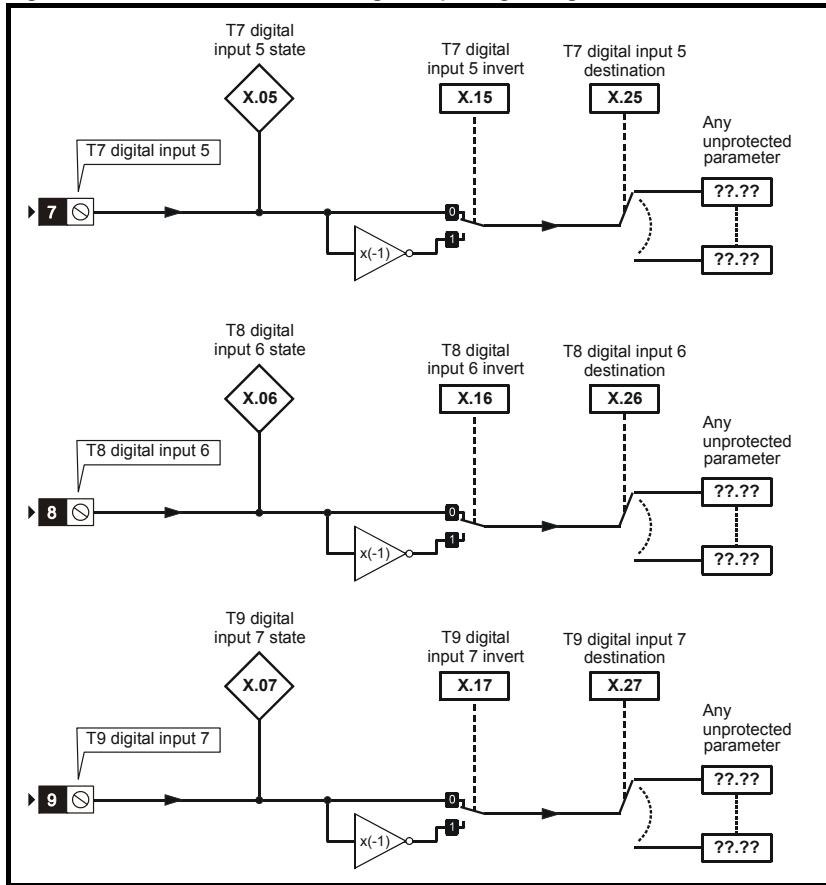 T7 digital
input 5 state
T7 digital
input 5 invert
T7 digital input 5
destination
X.05
X.15
X.25
Any
unprotected
parameter
T7 digital input 5
??.??
7
0
1
x(-1)
??.??
T8 digital
input 6 state
T8 digital
input 6 invert
T8 digital input 6
destination
X.06
X.16
X.26
Any
unprotected
parameter
T8 digital input 6
??.??
8
0
1
x(-1)
??.??
T9 digital
input 7 state
T9 digital
input 7 invert
T9 digital input 7
destination
X.07
X.17
X.27
Any
unprotected
parameter
T9 digital input 7
??.??
9
0
1
x(-1)
??.??